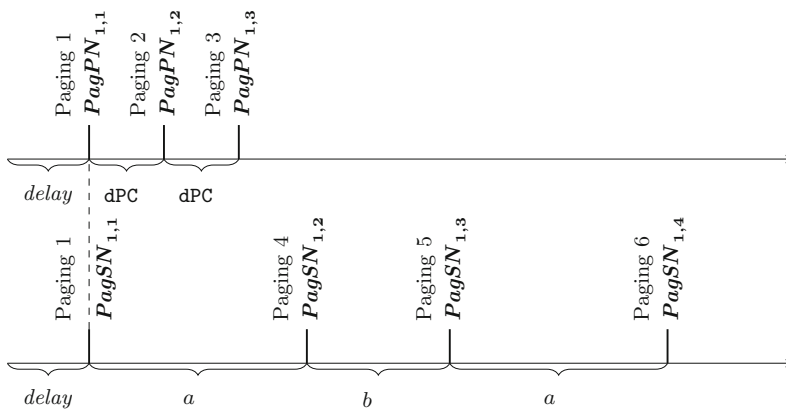 Paging 1
PagPN1,1
Paging 2
PagPN1,2
Paging 3
PagPN1,3
delay
dPC
dPC
Paging 1
PagSN1,1
Paging 4
PagSN1,2
Paging 5
PagSN1,3
Paging 6
PagSN1,4
delay
a
b
a